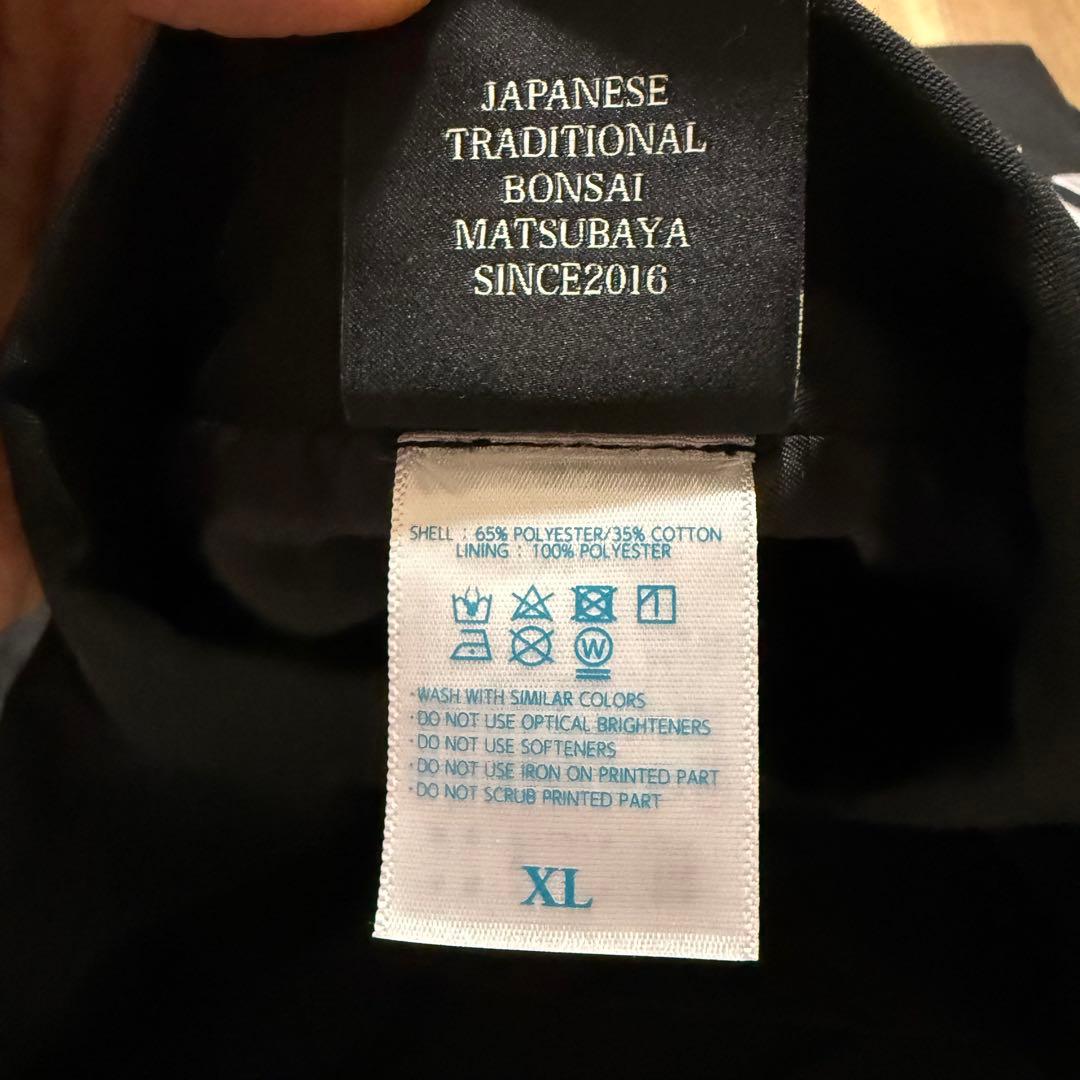 JAPANESE
TRADITIONAL
BONSAI
MATSUBAYA
SINCE2016
SHELL : 65% POLYESTER/35% COTTON
LINING : 100% POLYESTER
W
·WASH WITH SIMILAR COLORS
·DO NOT USE OPTICAL BRIGHTENERS
·DO NOT USE SOFTENERS
·DO NOT USE IRON ON PRINTED PART
·DO NOT SCRUB PRINTED PART
XL